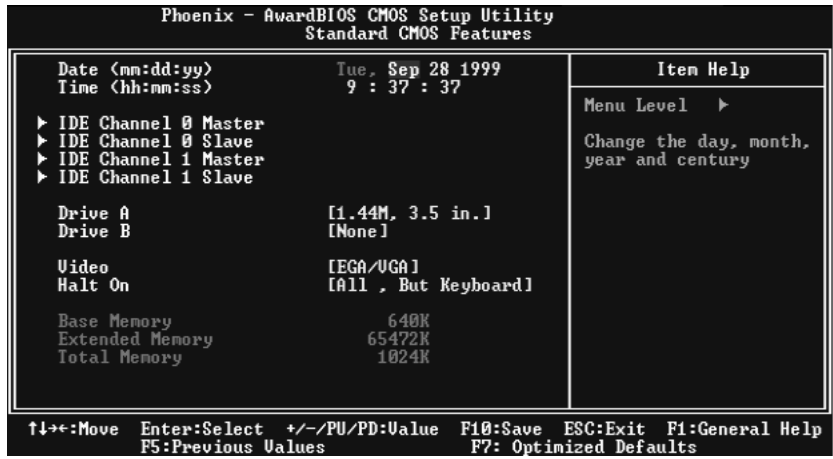 Phoenix - AwardBIOS CMOS Setup Utility
Standard CMOS Features
Date (mm:dd:yy) Tue, Sep 28 1999
Time (hh:mm:ss) 9 : 37 : 37
▶ IDE Channel 0 Master
▶ IDE Channel 0 Slave
▶ IDE Channel 1 Master
▶ IDE Channel 1 Slave
Drive A [1.44M, 3.5 in.]
Drive B [None]
Video [EGA/VGA]
Halt On [All , But Keyboard]
Base Memory 640K
Extended Memory 65472K
Total Memory 1024K
Item Help
Menu Level ▶
Change the day, month,
year and century
↑↓→←:Move Enter:Select +/-/PU/PD:Value F10:Save ESC:Exit F1:General Help
F5:Previous Values F7: Optimized Defaults